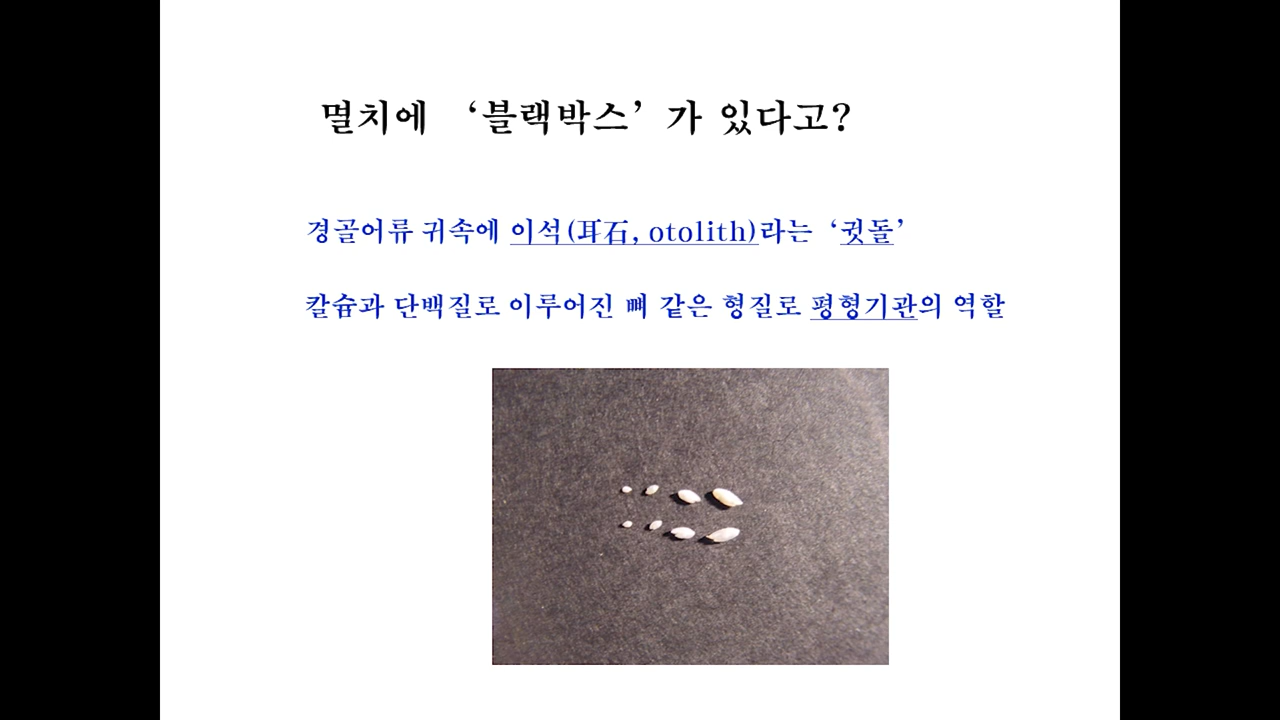 멸치에 ‘블랙박스’가 있다고?
경골어류 귀속에 이석(耳石, otolith)라는 ‘귓돌’
칼슘과 단백질로 이루어진 뼈 같은 형질로 평형기관의 역할